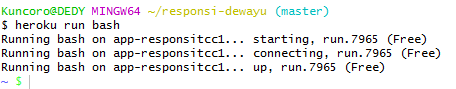 Kuncoro@DEDY MINGW64 ~/responsi-dewayu (master)
$ heroku run bash
Running bash on app-responsitcc1... starting, run.7965 (Free)
Running bash on app-responsitcc1... connecting, run.7965 (Free)
Running bash on app-responsitcc1... up, run.7965 (Free)
~ $